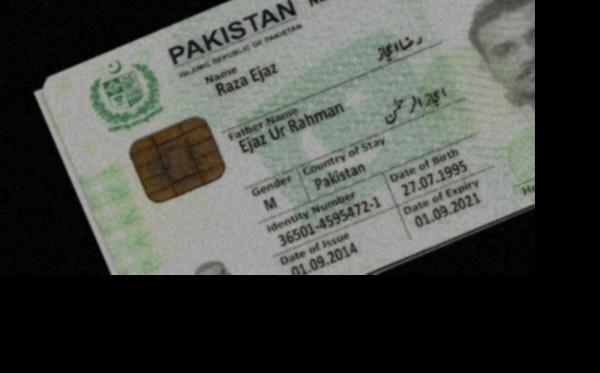 PAKISTAN
ISLAMIC REPUBLIC OF PAKISTAN
Name
Raza Ejaz
رضا اعجاز
Father Name
Ejaz Ur Rahman
اعجاز الرحمٰن
Gender
Country of Stay
M
Pakistan
Identity Number
Date of Birth
36501-4595472-1
27.07.1995
Date of Issue
Date of Expiry
01.09.2014
01.09.2021